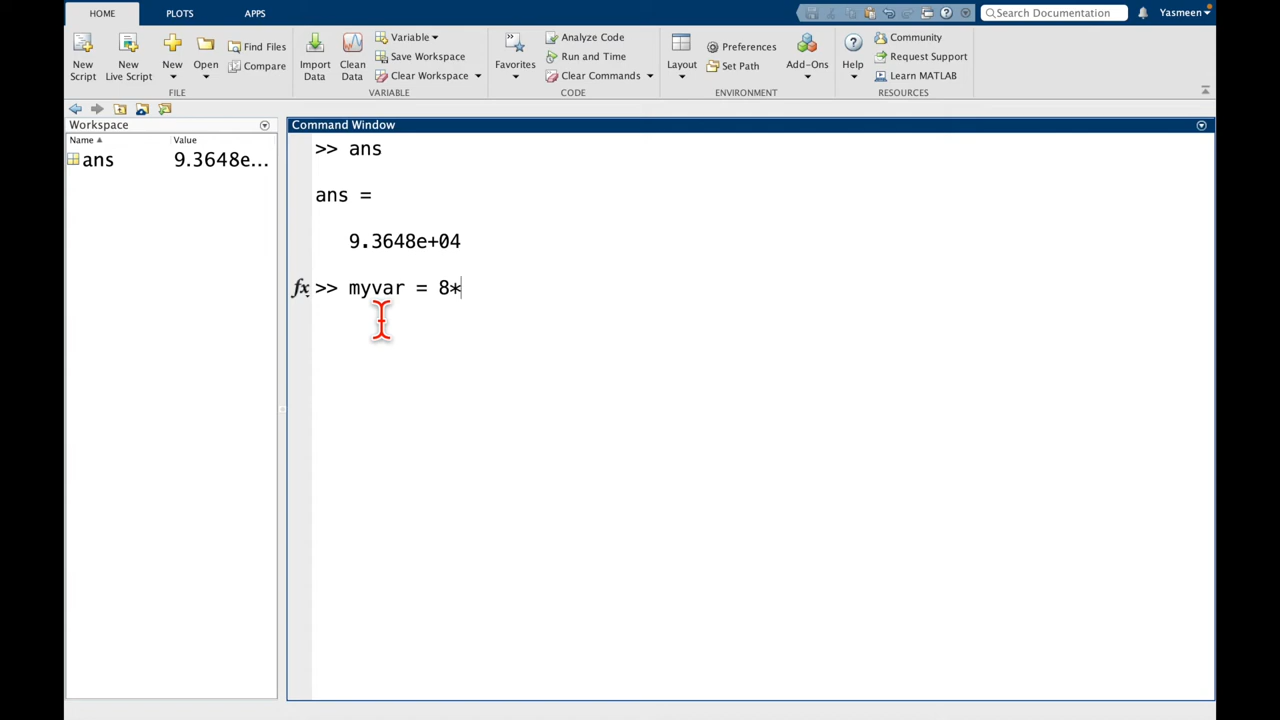 HOME PLOTS APPS Search Documentation Yasmeen
New Script
New Live Script
New
Open
Find Files
Compare
FILE
Import Data
Clean Data
Variable
Save Workspace
Clear Workspace
VARIABLE
Favorites
Analyze Code
Run and Time
Clear Commands
CODE
Layout
Preferences
Set Path
Add-Ons
ENVIRONMENT
Help
Community
Request Support
Learn MATLAB
RESOURCES
Workspace
Name Value
ans 9.3648e...
Command Window
>> ans
ans =
9.3648e+04
fx >> myvar = 8*